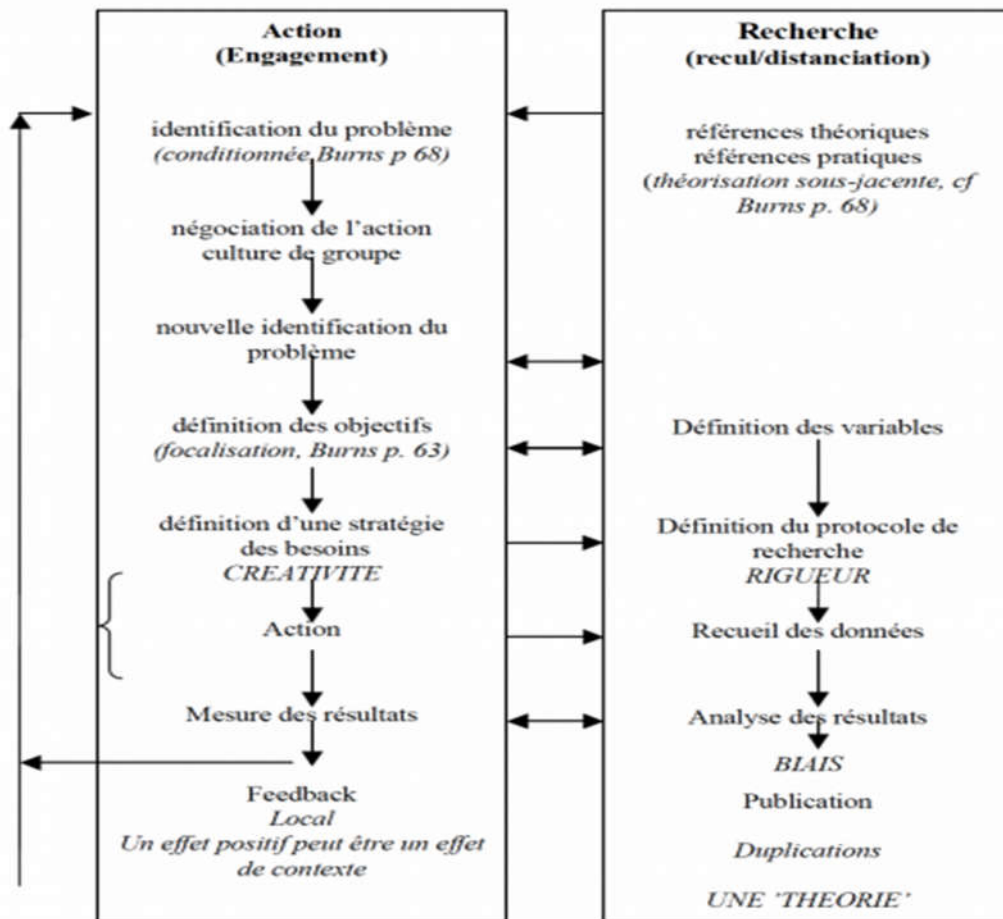 Action
(Engagement)
identification du problème
(conditionnée Burns p 68)
négociation de l'action
culture de groupe
nouvelle identification du
problème
définition des objectifs
(focalisation, Burns p. 63)
définition d'une stratégie
des besoins
CREATIVITE
Action
Mesure des résultats
Feedback
Local
Un effet positif peut être un effet
de contexte
Recherche
(recul/distanciation)
références théoriques
références pratiques
(théorisation sous-jacente, cf
Burns p. 68)
Définition des variables
Définition du protocole de
recherche
RIGUEUR
Recueil des données
Analyse des résultats
BIAIS
Publication
Duplications
UNE 'THEORIE'